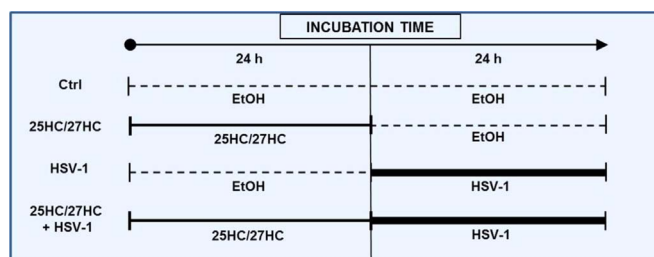 INCUBATION TIME
24 h 24 h
Ctrl
EtOH EtOH
25HC/27HC
25HC/27HC EtOH
HSV-1
EtOH HSV-1
25HC/27HC
+ HSV-1
25HC/27HC HSV-1